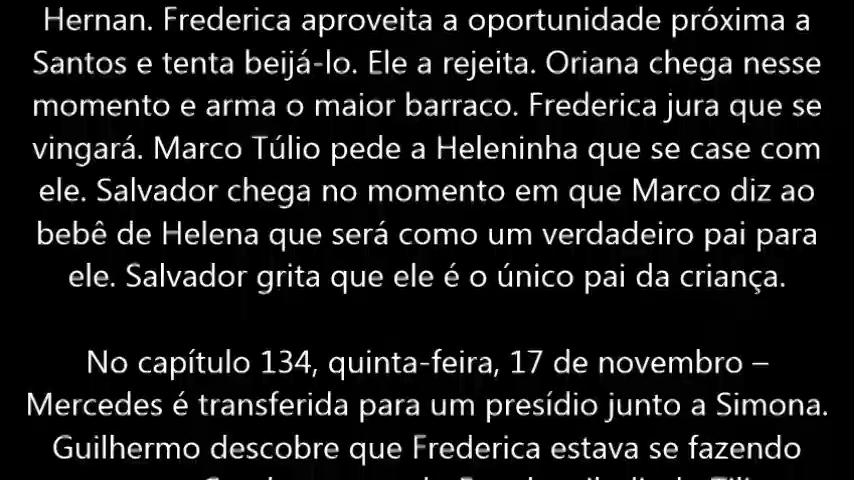 Hernan. Frederica aproveita a oportunidade próxima a
Santos e tenta beijá-lo. Ele a rejeita. Oriana chega nesse
momento e arma o maior barraco. Frederica jura que se
vingará. Marco Túlio pede a Heleninha que se case com
ele. Salvador chega no momento em que Marco diz ao
bebê de Helena que será como um verdadeiro pai para
ele. Salvador grita que ele é o único pai da criança.
No capítulo 134, quinta-feira, 17 de novembro –
Mercedes é transferida para um presídio junto a Simona.
Guilhermo descobre que Frederica estava se fazendo